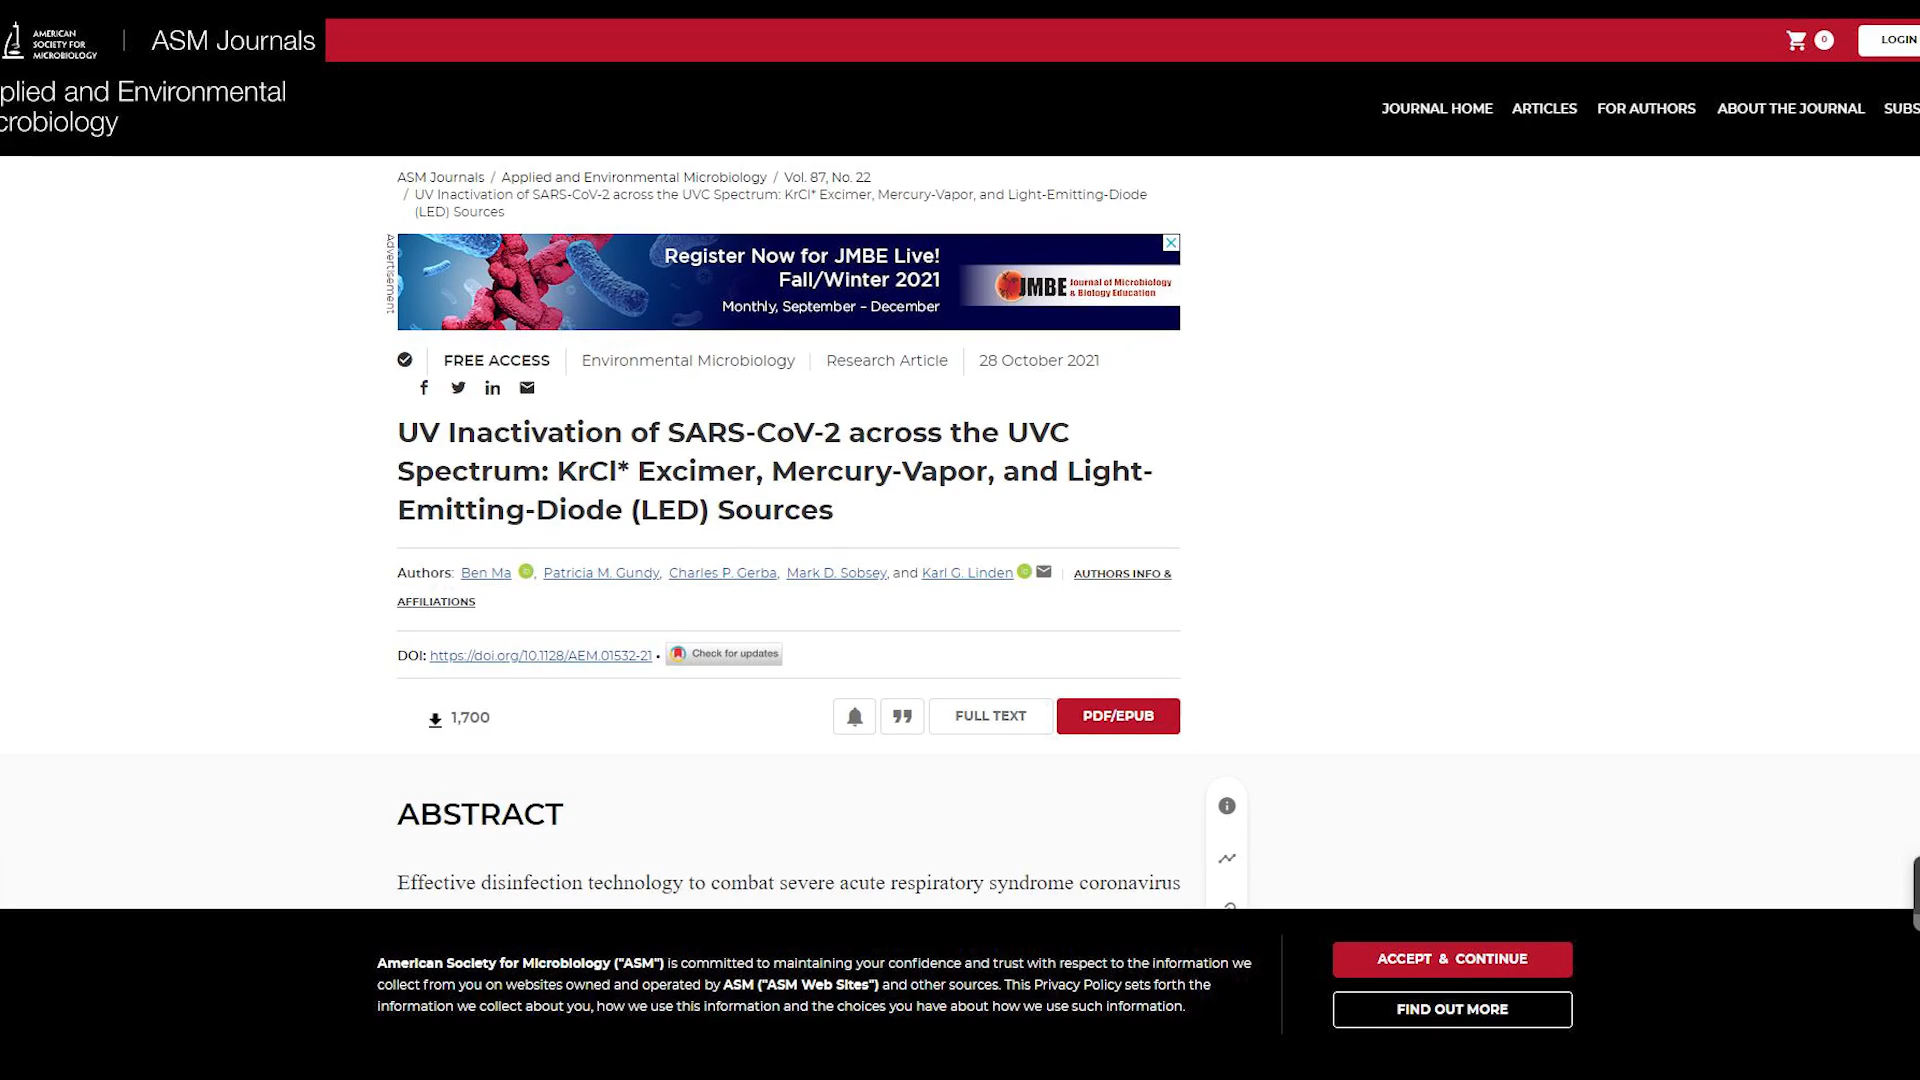 AMERICAN
SOCIETY FOR
MICROBIOLOGY
ASM Journals
0
LOGIN
plied and Environmental
crobiology
JOURNAL HOME ARTICLES FOR AUTHORS ABOUT THE JOURNAL SUBS
ASM Journals / Applied and Environmental Microbiology / Vol. 87, No. 22
/ UV Inactivation of SARS-CoV-2 across the UVC Spectrum: KrCl* Excimer, Mercury-Vapor, and Light-Emitting-Diode
(LED) Sources
Advertisement
Register Now for JMBE Live!
Fall/Winter 2021
Monthly, September – December
JMBE Journal of Microbiology
& Biology Education
FREE ACCESS Environmental Microbiology Research Article 28 October 2021
UV Inactivation of SARS-CoV-2 across the UVC
Spectrum: KrCl* Excimer, Mercury-Vapor, and Light-
Emitting-Diode (LED) Sources
Authors: Ben Ma, Patricia M. Gundy, Charles P. Gerba, Mark D. Sobsey, and Karl G. Linden AUTHORS INFO &
AFFILIATIONS
DOI: https://doi.org/10.1128/AEM.01532-21 • Check for updates
1,700
FULL TEXT
PDF/EPUB
ABSTRACT
Effective disinfection technology to combat severe acute respiratory syndrome coronavirus
American Society for Microbiology ("ASM") is committed to maintaining your confidence and trust with respect to the information we
collect from you on websites owned and operated by ASM ("ASM Web Sites") and other sources. This Privacy Policy sets forth the
information we collect about you, how we use this information and the choices you have about how we use such information.
ACCEPT & CONTINUE
FIND OUT MORE